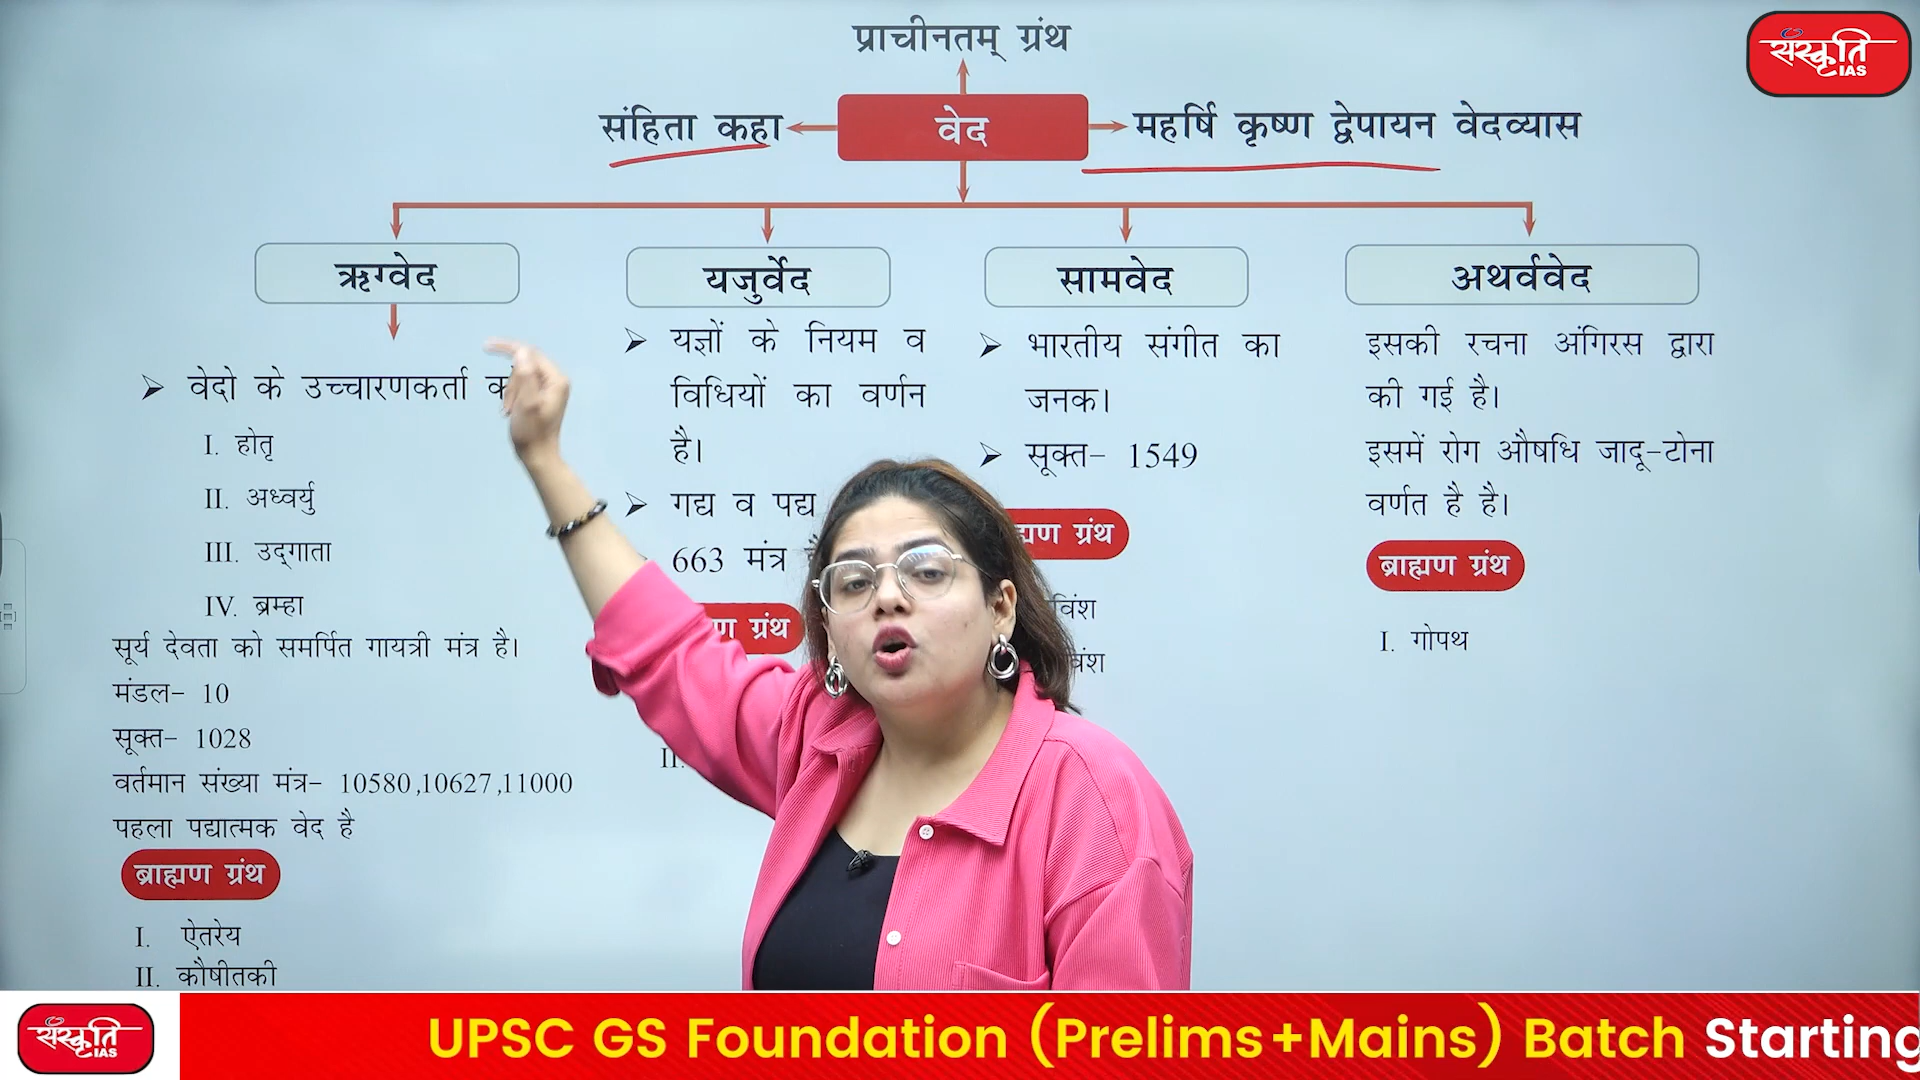 प्राचीनतम् ग्रंथ
संस्कृति
IAS
संहिता कहा
वेद
महर्षि कृष्ण द्वेपायन वेदव्यास
ऋग्वेद
वेदो के उच्चारणकर्ता
I. होतृ
II. अध्वर्यु
III. उद्‌गाता
IV. ब्रम्हा
सूर्य देवता को समर्पित गायत्री मंत्र है।
मंडल- 10
सूक्त- 1028
वर्तमान संख्या मंत्र- 10580,10627,11000
पहला पद्यात्मक वेद है
ब्राह्मण ग्रंथ
I. ऐतरेय
II. कौषीतकी
यजुर्वेद
यज्ञों के नियम व
विधियों का वर्णन
है।
गद्य व पद्य
663 मंत्र
ग्रंथ
II.
सामवेद
भारतीय संगीत का
जनक।
सूक्त- 1549
ग्रंथ
अथर्ववेद
इसकी रचना अंगिरस द्वारा
की गई है।
इसमें रोग औषधि जादू-टोना
वर्णत है है।
ब्राह्मण ग्रंथ
I. गोपथ
संस्कृति
IAS
UPSC GS Foundation (Prelims+Mains) Batch Starting